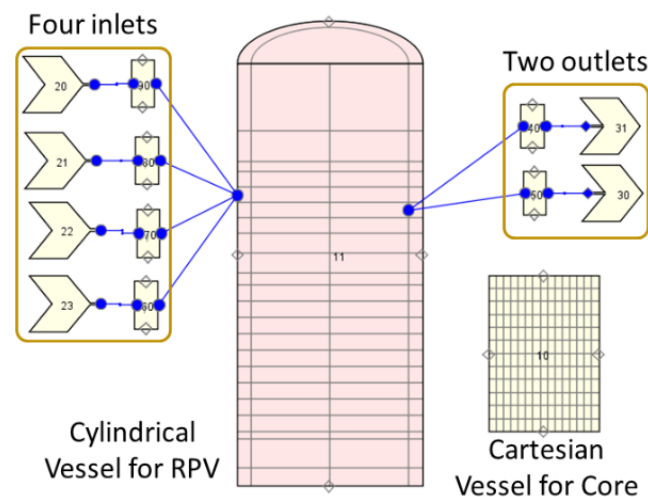 Four inlets
20
90
21
80
22
70
23
60
11
Two outlets
40
31
50
30
10
Cylindrical
Vessel for RPV
Cartesian
Vessel for Core